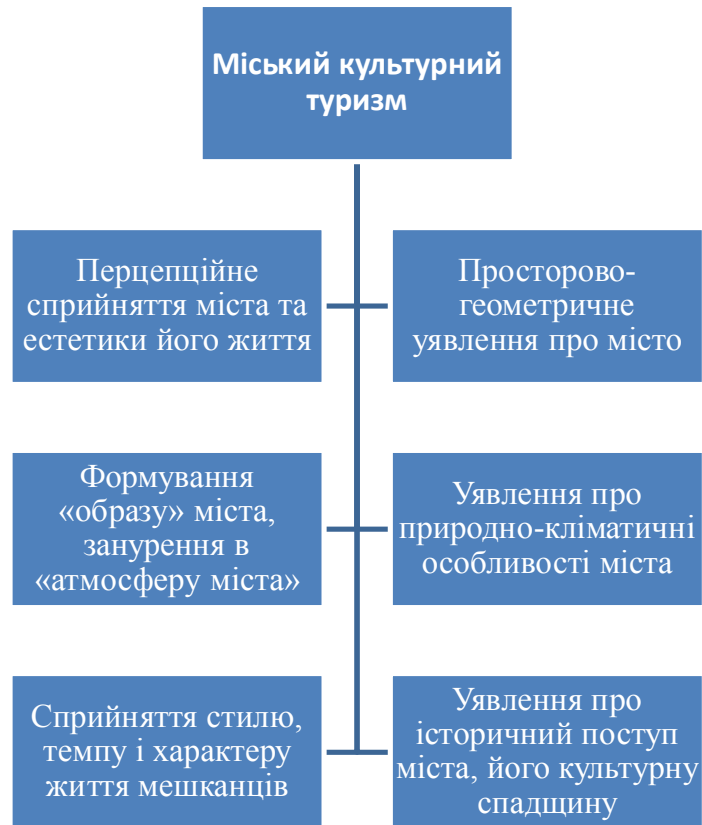 Міський культурний
туризм
Перцепційне
сприйняття міста та
естетики його життя
Просторово-
геометричне
уявлення про місто
Формування
«образу» міста,
занурення в
«атмосферу міста»
Уявлення про
природно-кліматичні
особливості міста
Сприйняття стилю,
темпу і характеру
життя мешканців
Уявлення про
історичний поступ
міста, його культурну
спадщину